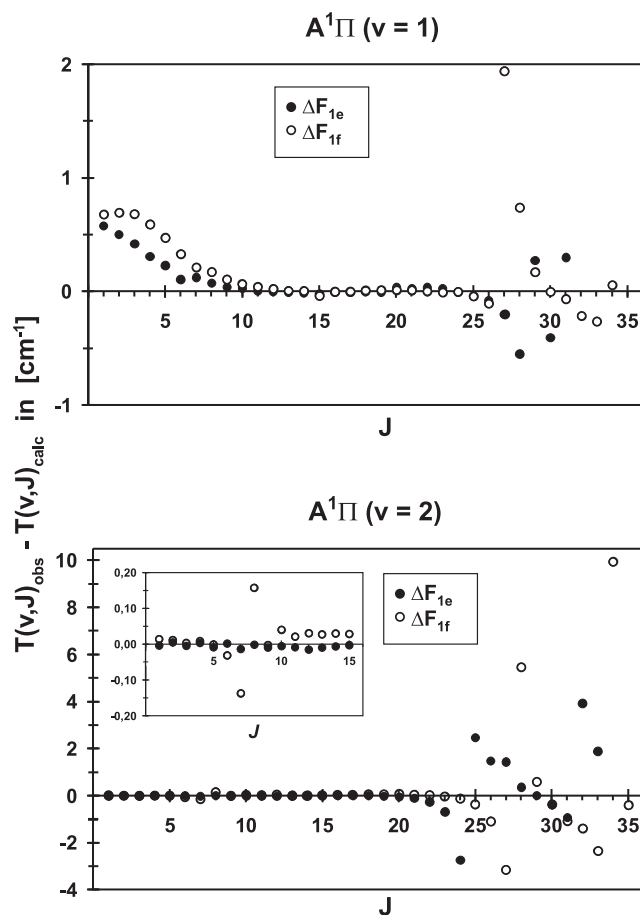 A¹Π (v = 1)
2
ΔF1e
ΔF1f
1
0
5 10 15 20 25 30 35
-1
J
T(v,J)obs - T(v,J)calc in [cm⁻¹]
A¹Π (v = 2)
10
8
6
4
2
0
-2
-4
0,20
0,10
0,00
-0,10
-0,20
5 10 15
J
ΔF1e
ΔF1f
5 10 15 20 25 30 35
J